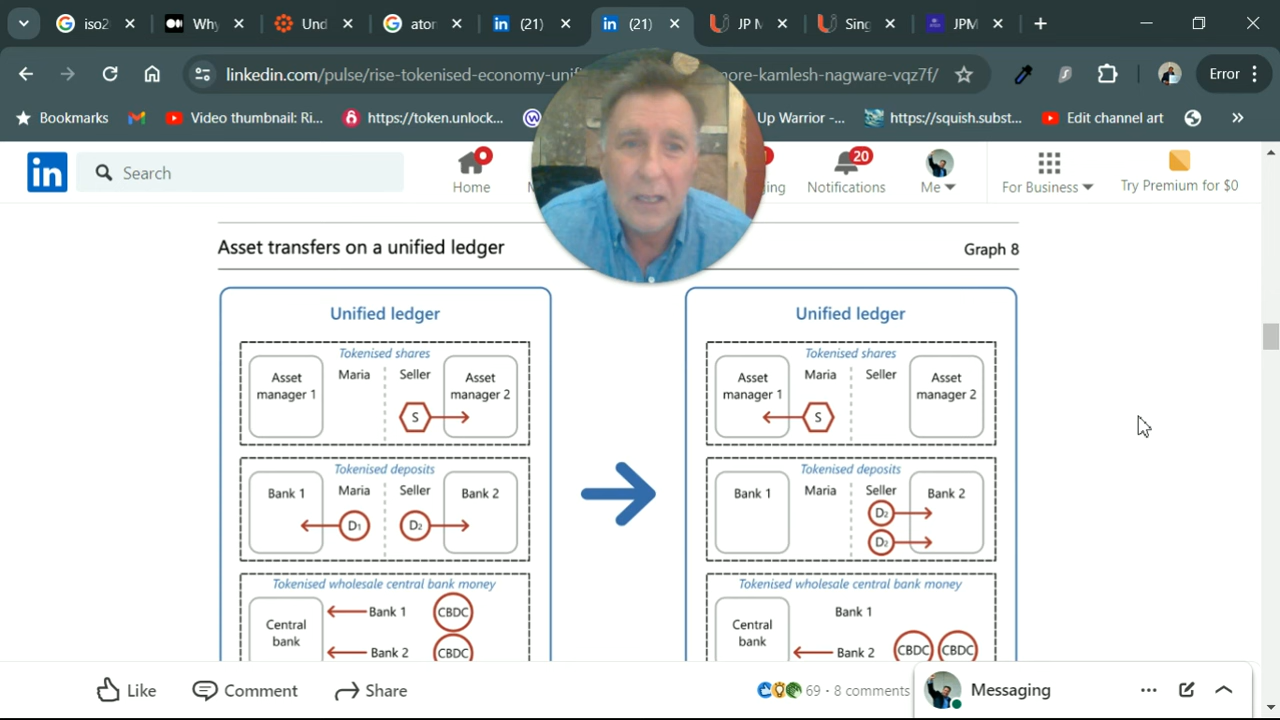 iso2
Why
Und
ator
(21)
(21)
JP M
Sing
JPM
linkedin.com/pulse/rise-tokenised-economy-unif
ore-kamlesh-nagware-vqz7f/
Error
Bookmarks
Video thumbnail: Ri...
https://token.unlock...
Up Warrior -...
https://squish.subst...
Edit channel art
in
Search
Home
20
Notifications
Me
For Business
Try Premium for $0
Asset transfers on a unified ledger
Graph 8
Unified ledger
Tokenised shares
Asset manager 1
Maria
Seller
Asset manager 2
S
Tokenised deposits
Bank 1
Maria
Seller
Bank 2
D1
D2
Tokenised wholesale central bank money
Central bank
Bank 1
CBDC
Bank 2
CBDC
Unified ledger
Tokenised shares
Asset manager 1
Maria
Seller
Asset manager 2
S
Tokenised deposits
Bank 1
Maria
Seller
Bank 2
D2
D2
Tokenised wholesale central bank money
Central bank
Bank 1
Bank 2
CBDC
CBDC
Like
Comment
Share
69 · 8 comments
Messaging